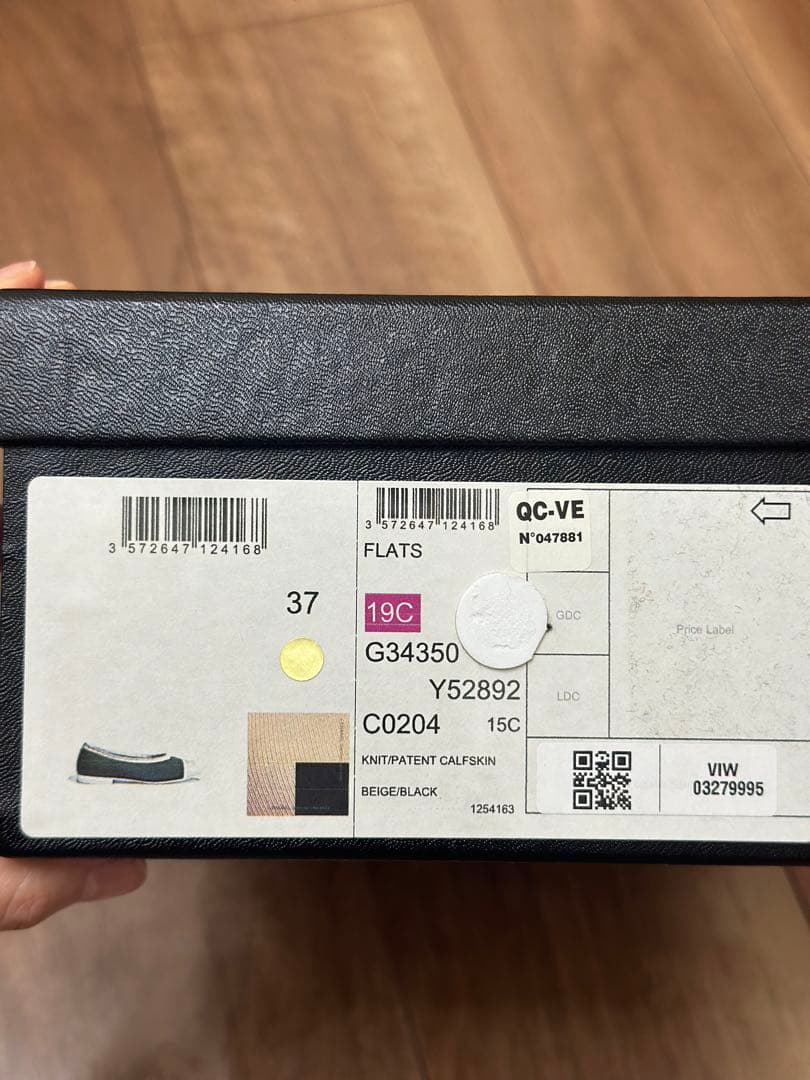 3 572647 124168
37
3 572647 124168
FLATS
19C
G34350
Y52892
C0204 15C
KNIT/PATENT CALFSKIN
BEIGE/BLACK
1254163
QC-VE
N°047881
GDC
LDC
Price Label
VIW
03279995